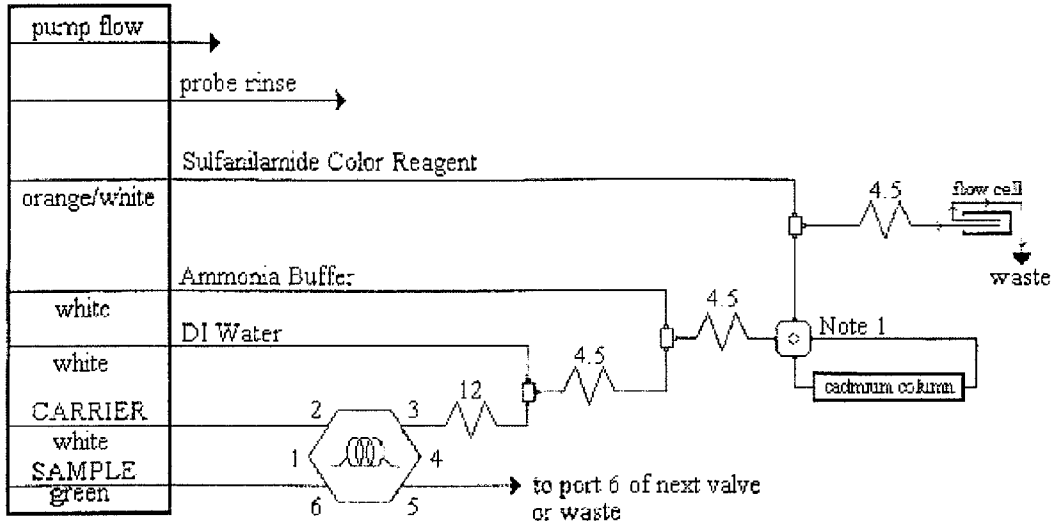 pump flow
probe rinse
Sulfanilamide Color Reagent
orange/white
4.5
flow cell
waste
Ammonia Buffer
white
4.5
Note 1
DI Water
white
4.5
cadmium column
CARRIER
12
2
3
white
1
4
SAMPLE
green
6
5
to port 6 of next valve
or waste